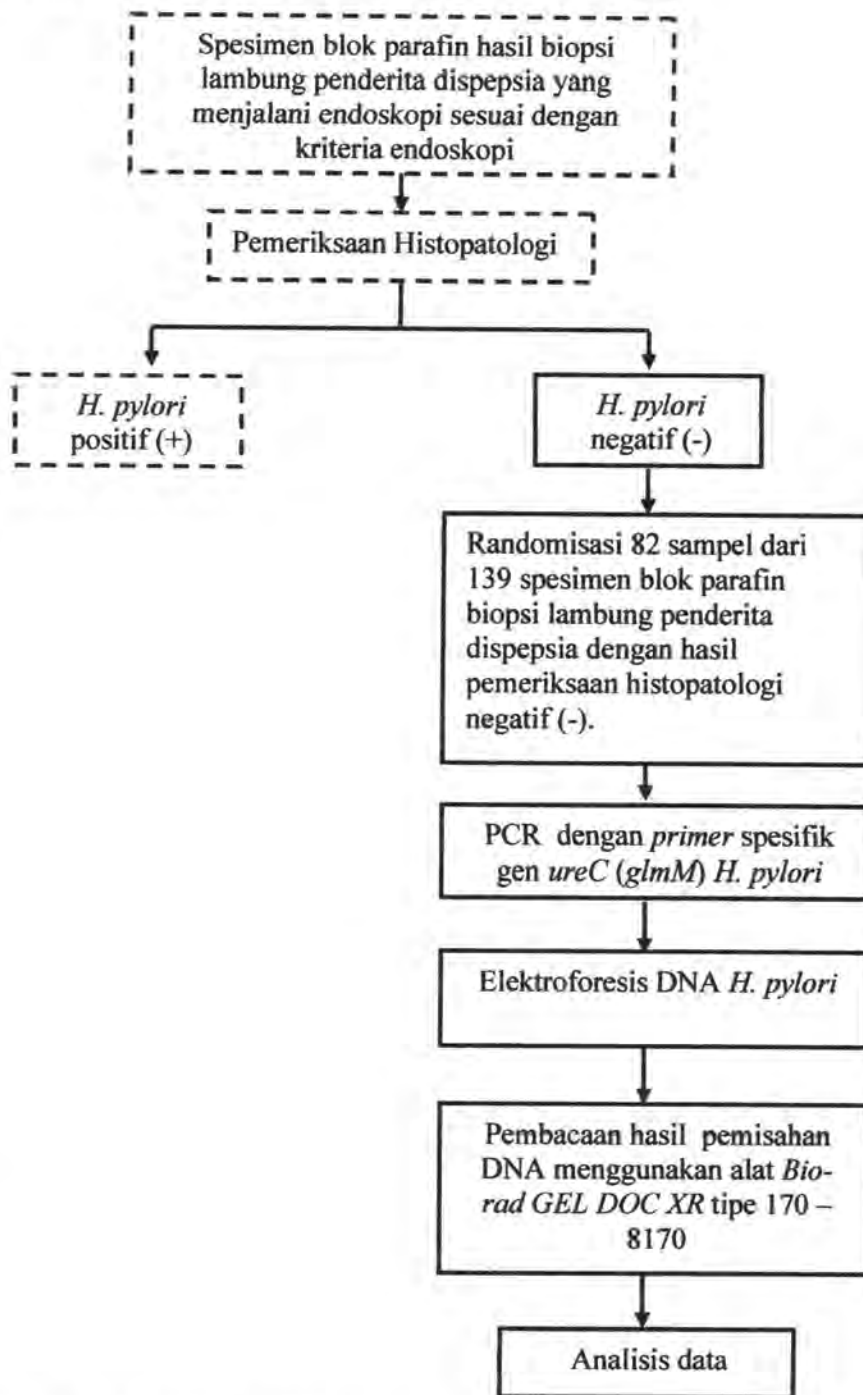 Spesimen blok parafin hasil biopsi
lambung penderita dispepsia yang
menjalani endoskopi sesuai dengan
kriteria endoskopi
Pemeriksaan Histopatologi
H. pylori
positif (+)
H. pylori
negatif (-)
Randomisasi 82 sampel dari
139 spesimen blok parafin
biopsi lambung penderita
dispepsia dengan hasil
pemeriksaan histopatologi
negatif (-).
PCR dengan primer spesifik
gen ureC (glmM) H. pylori
Elektroforesis DNA H. pylori
Pembacaan hasil pemisahan
DNA menggunakan alat Bio-
rad GEL DOC XR tipe 170 –
8170
Analisis data